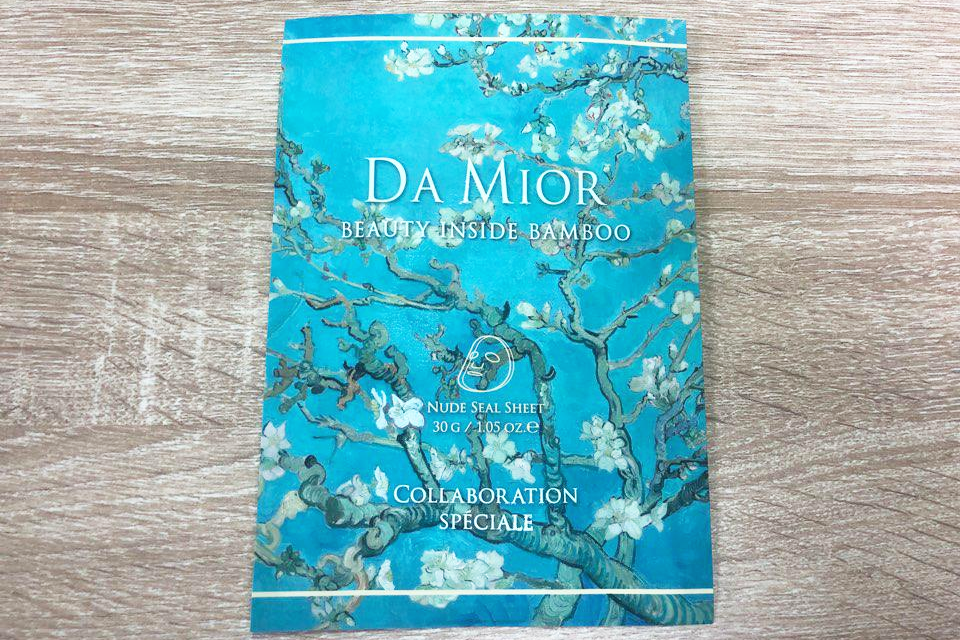 DA MIOR
BEAUTY INSIDE BAMBOO
NUDE SEAL SHEET
30 G / 1.05 OZ.℮
COLLABORATION
SPÉCIALE